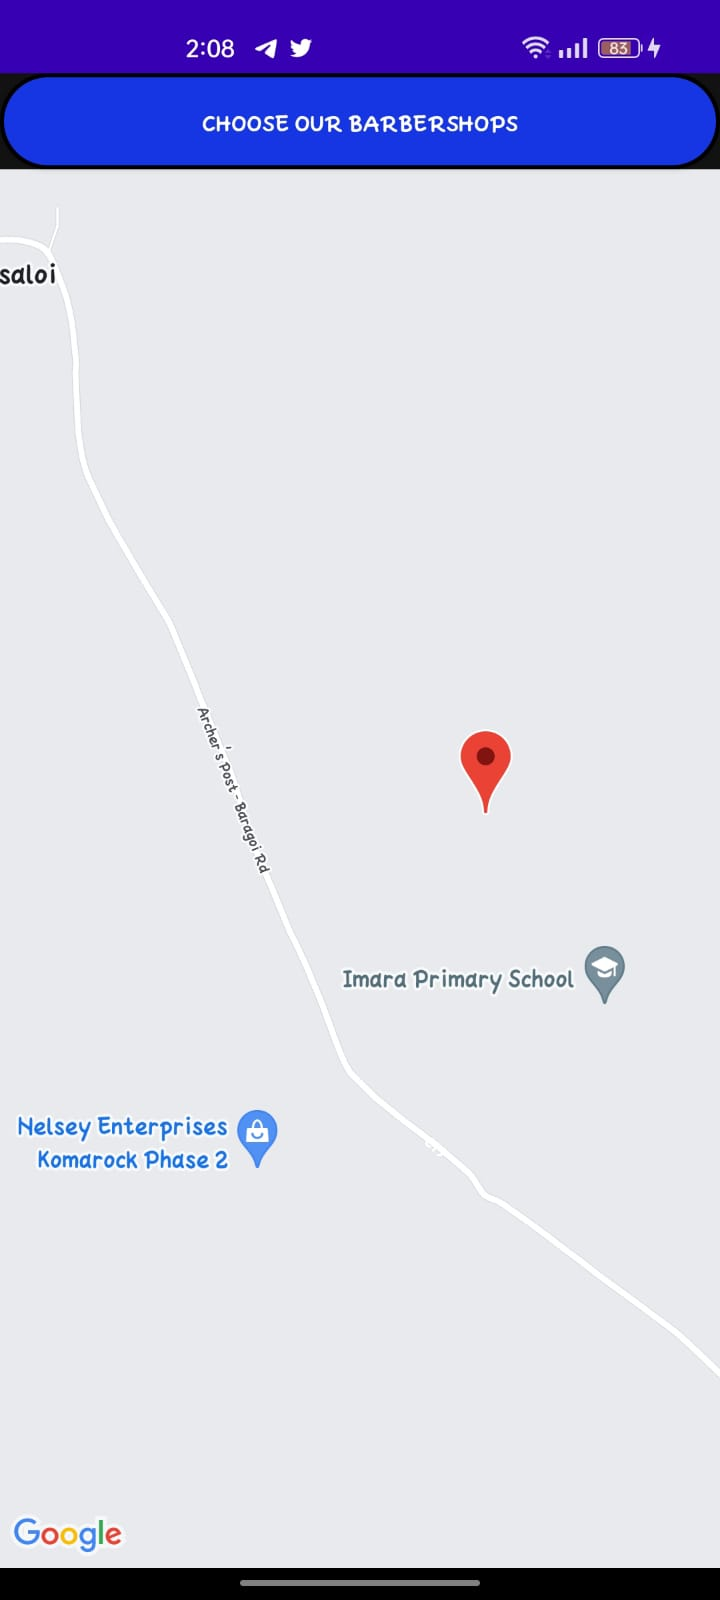 2:08
83
CHOOSE OUR BARBERSHOPS
saloi
Archer's Post - Baragoi Rd
Imara Primary School
Nelsey Enterprises
Komarock Phase 2
Google